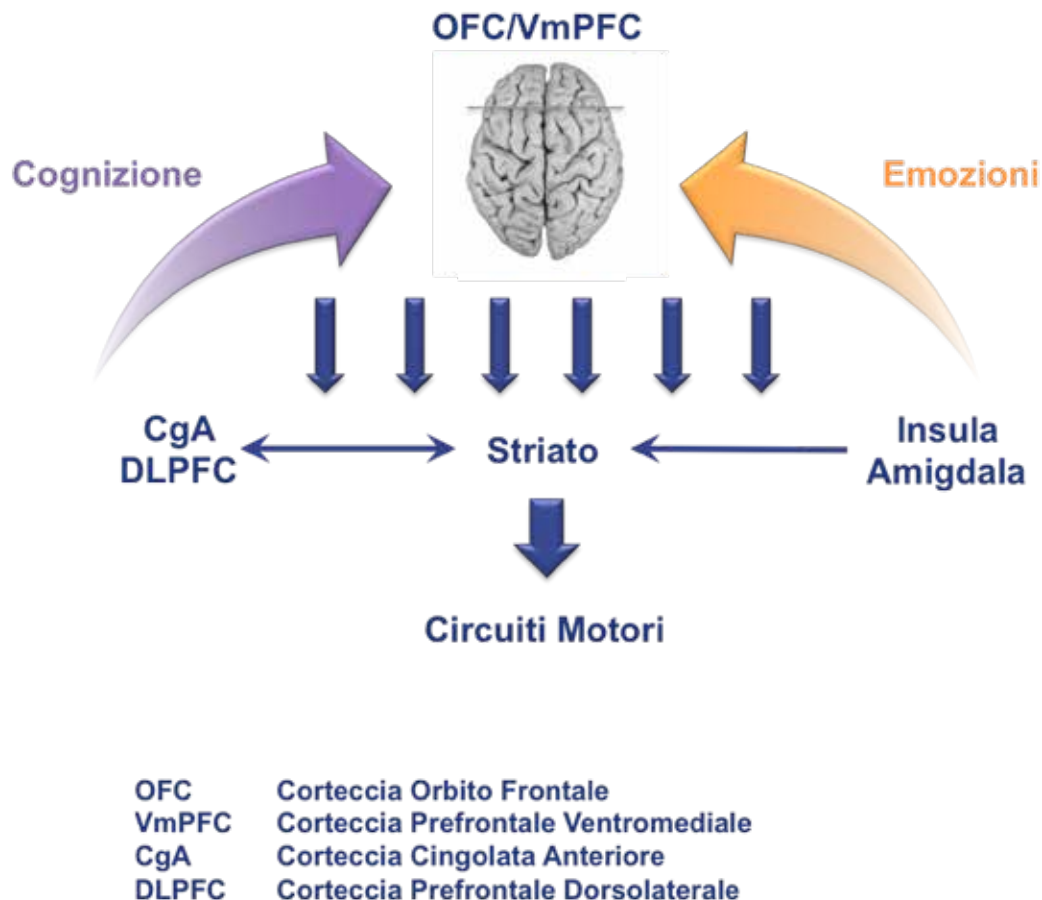 OFC/VmPFC
Cognizione
Emozioni
CgA
DLPFC
Striato
Insula
Amigdala
Circuiti Motori
OFC Corteccia Orbito Frontale
VmPFC Corteccia Prefrontale Ventromediale
CgA Corteccia Cingolata Anteriore
DLPFC Corteccia Prefrontale Dorsolaterale